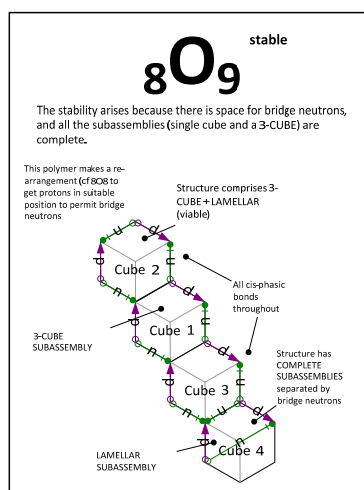 stable
8O9
The stability arises because there is space for bridge neutrons,
and all the subassemblies (single cube and a 3-CUBE) are
complete.
This polymer makes a re-
arrangement (cf 8O8 to
get protons in suitable
position to permit bridge
neutrons
Structure comprises 3-
CUBE + LAMELLAR
(viable)
n
p
p
n
Cube 2
n
All cis-phasic
bonds
throughout
p
p
n
Cube 1
n
3-CUBE
SUBASSEMBLY
p
p
n
Cube 3
n
n
p
Structure has
COMPLETE
SUBASSEMBLIES
separated by
bridge neutrons
p
n
Cube 4
LAMELLAR
SUBASSEMBLY